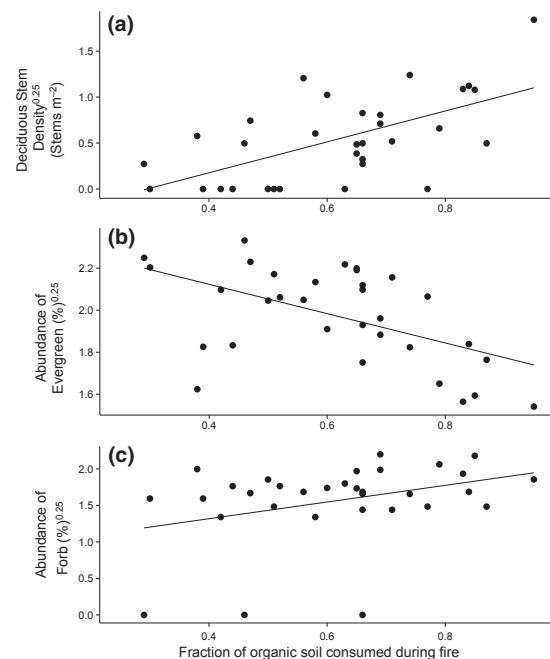 (a)
Deciduous Stem
Density0.25
(Stems m−2)
1.5
1.0
0.5
0.0
0.4 0.6 0.8
(b)
Abundance of
Evergreen (%)0.25
2.2
2.0
1.8
1.6
0.4 0.6 0.8
(c)
Abundance of
Forb (%)0.25
2.0
1.5
1.0
0.5
0.0
0.4 0.6 0.8
Fraction of organic soil consumed during fire